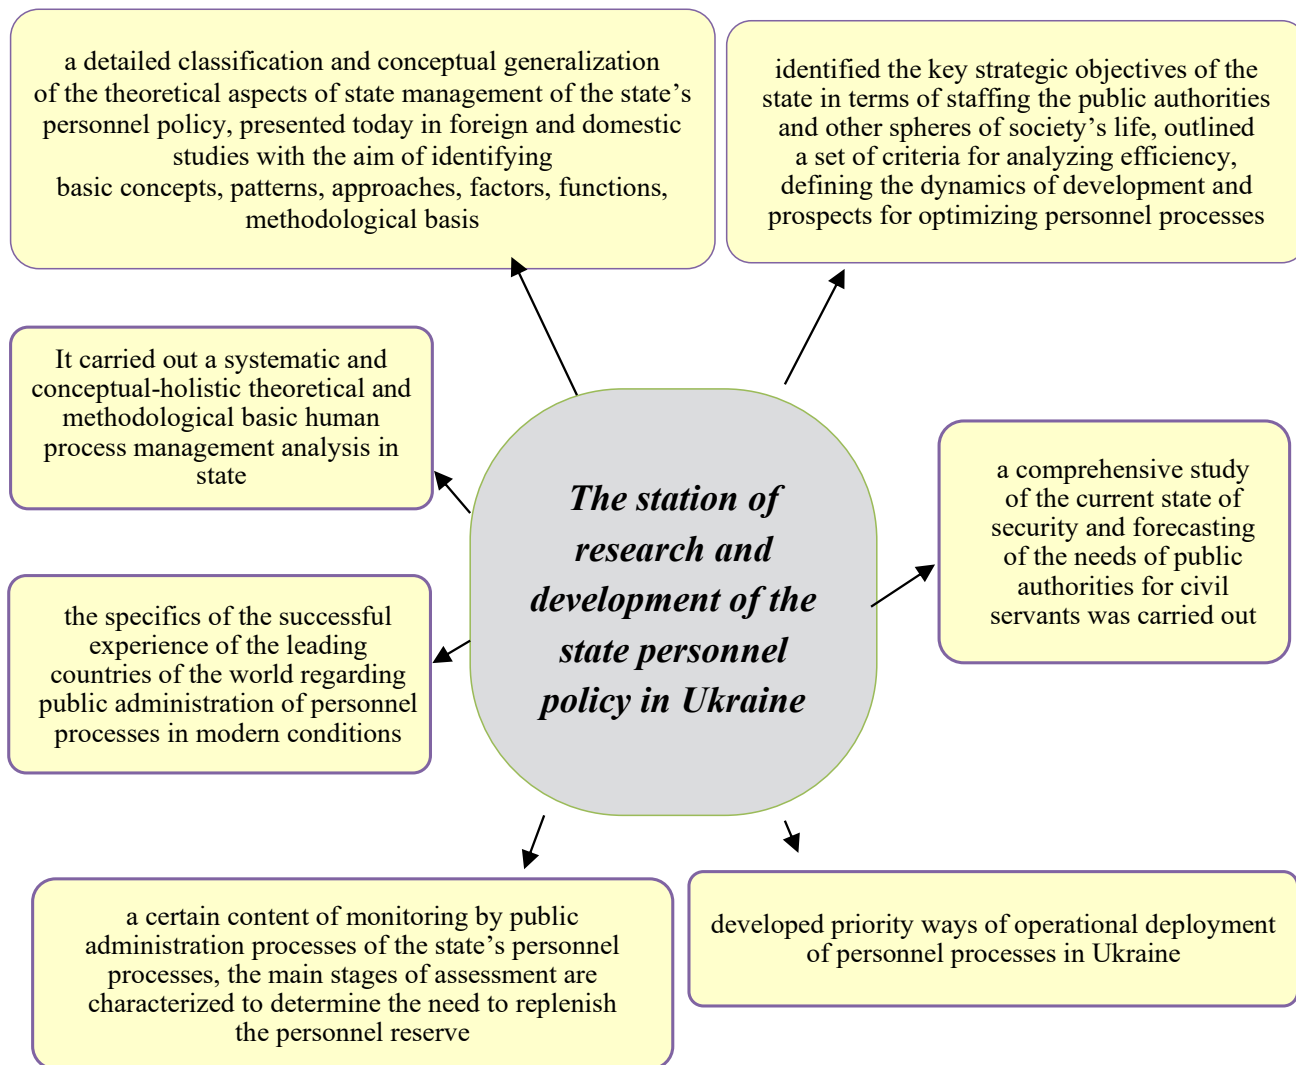 a detailed classification and conceptual generalization
of the theoretical aspects of state management of the state’s
personnel policy, presented today in foreign and domestic
studies with the aim of identifying
basic concepts, patterns, approaches, factors, functions,
methodological basis
identified the key strategic objectives of the
state in terms of staffing the public authorities
and other spheres of society’s life, outlined
a set of criteria for analyzing efficiency,
defining the dynamics of development and
prospects for optimizing personnel processes
It carried out a systematic and
conceptual-holistic theoretical and
methodological basic human
process management analysis in
state
The station of
research and
development of the
state personnel
policy in Ukraine
a comprehensive study
of the current state of
security and forecasting
of the needs of public
authorities for civil
servants was carried out
the specifics of the successful
experience of the leading
countries of the world regarding
public administration of personnel
processes in modern conditions
a certain content of monitoring by public
administration processes of the state’s personnel
processes, the main stages of assessment are
characterized to determine the need to replenish
the personnel reserve
developed priority ways of operational deployment
of personnel processes in Ukraine